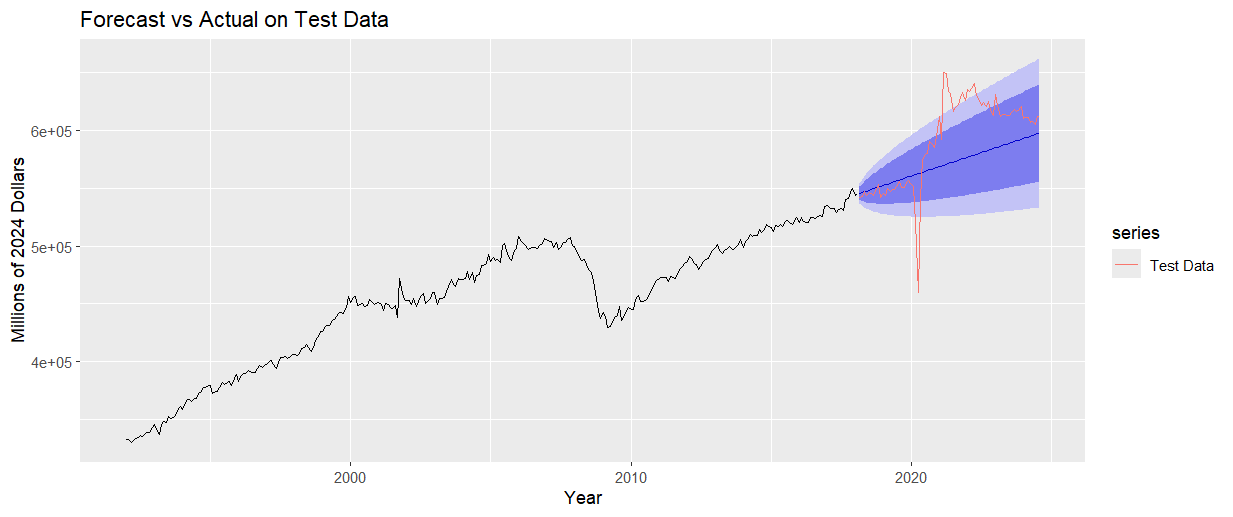 Forecast vs Actual on Test Data
Millions of 2024 Dollars
6e+05
5e+05
4e+05
2000
2010
2020
Year
series
Test Data